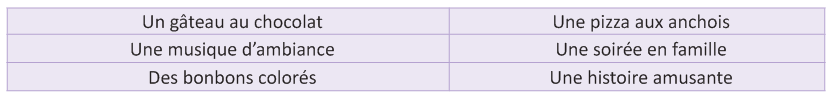 Un gâteau au chocolat
Une pizza aux anchois
Une musique d’ambiance
Une soirée en famille
Des bonbons colorés
Une histoire amusante